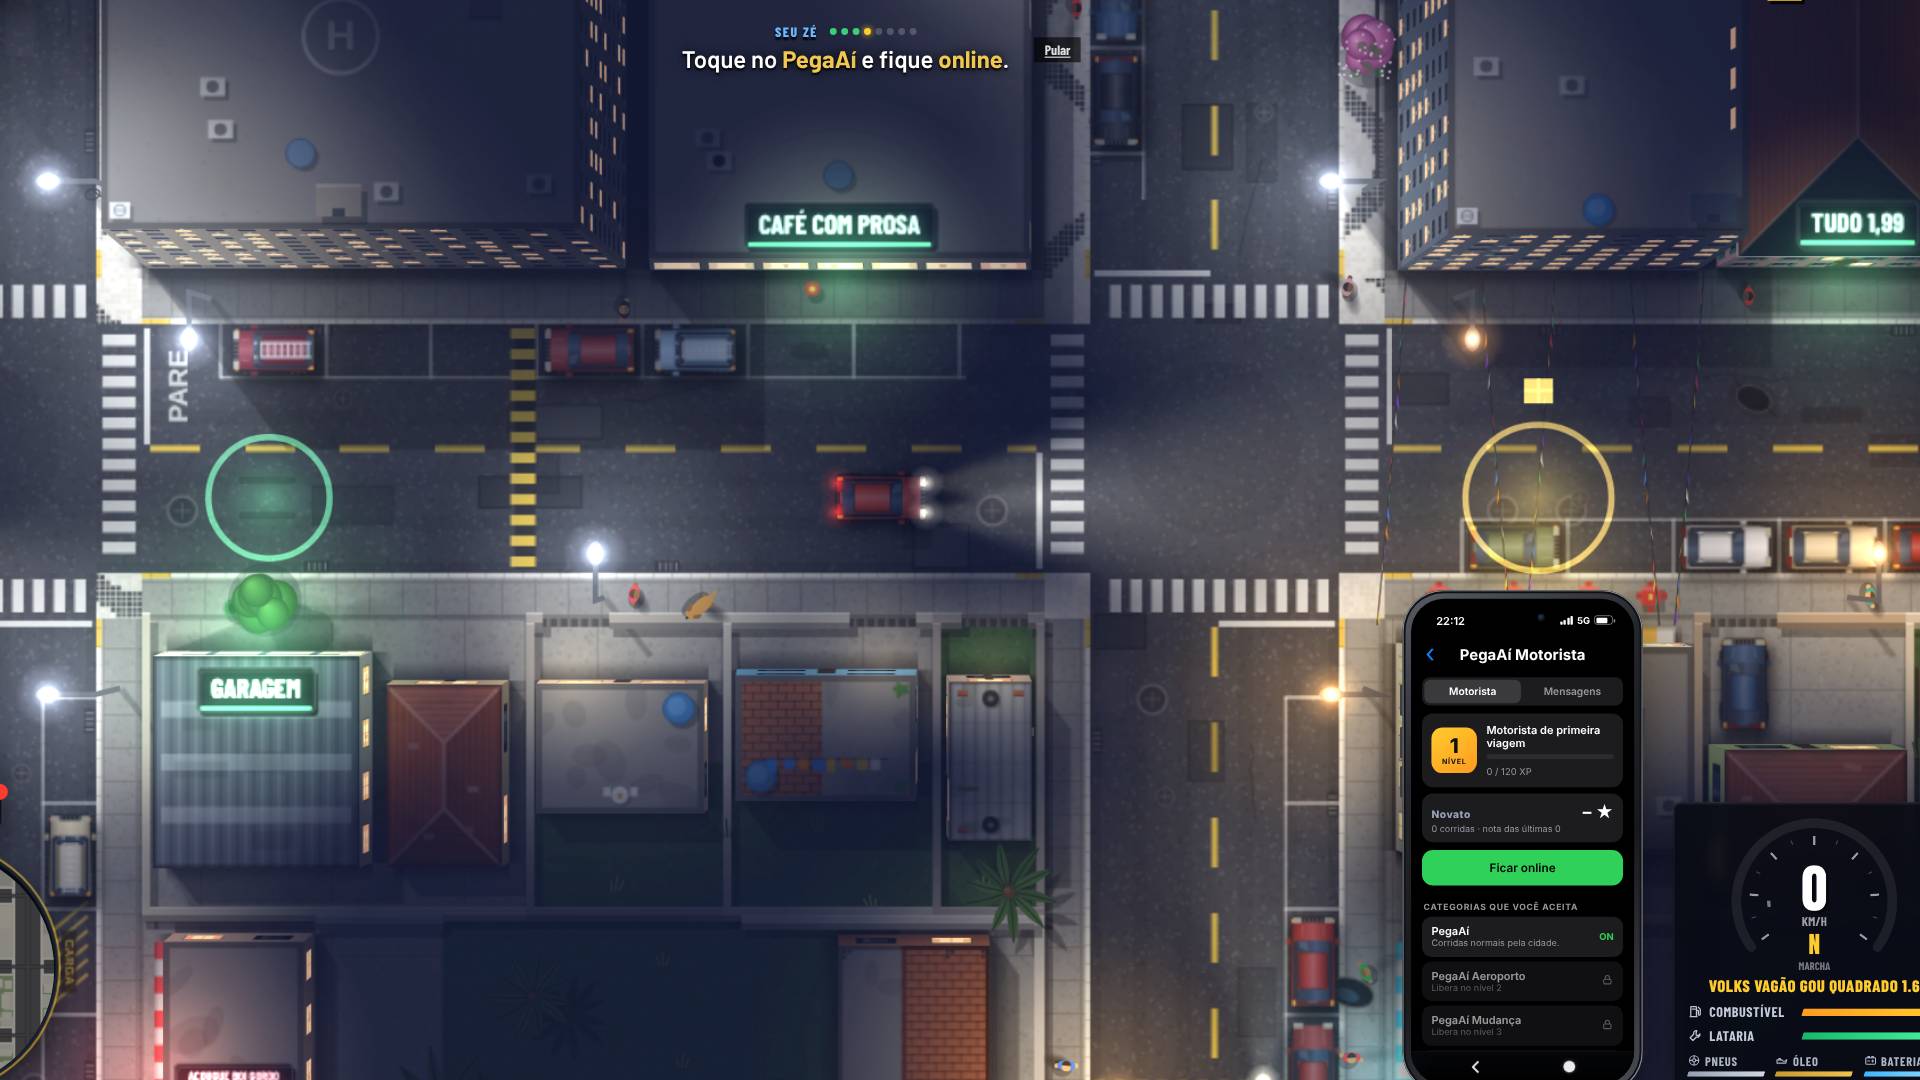 H
SEU ZÉ
Toque no PegaAí e fique online.
Pular
CAFÉ COM PROSA
TUDO 1,99
PARE
GARAGEM
CARGA
22:12
5G
PegaAí Motorista
Motorista
Mensagens
1
NÍVEL
Motorista de primeira
viagem
0 / 120 XP
Novato
0 corridas · nota das últimas 0
– ★
Ficar online
CATEGORIAS QUE VOCÊ ACEITA
PegaAí
Corridas normais pela cidade.
ON
PegaAí Aeroporto
Libera no nível 2
PegaAí Mudança
Libera no nível 3
0
KM/H
N
MARCHA
VOLKS VAGÃO GOU QUADRADO 1.6
COMBUSTÍVEL
LATARIA
PNEUS
ÓLEO
BATERIA